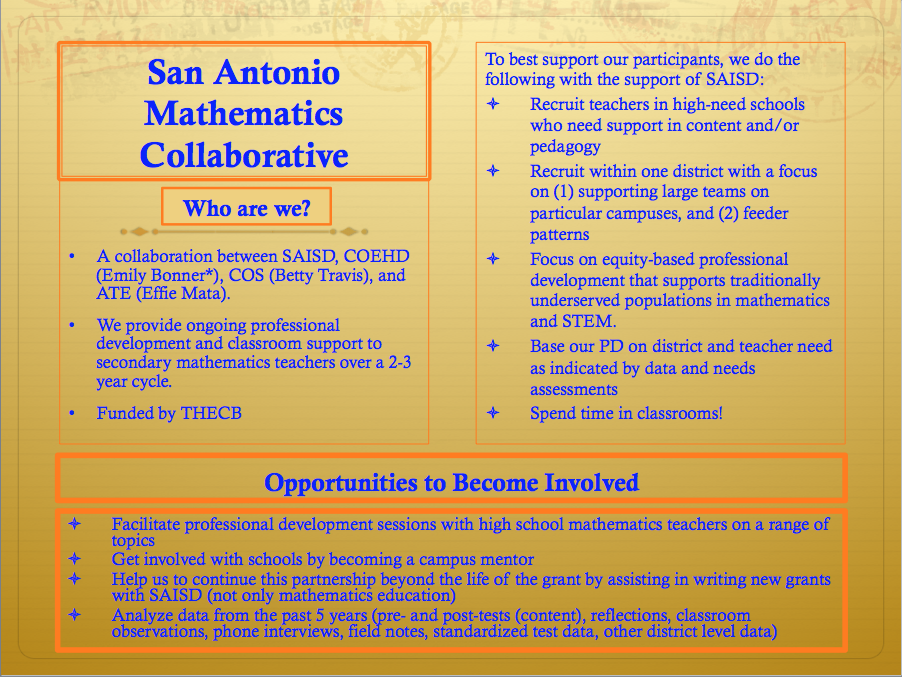 San Antonio
Mathematics
Collaborative
Who are we?
• A collaboration between SAISD, COEHD
(Emily Bonner*), COS (Betty Travis), and
ATE (Effie Mata).
• We provide ongoing professional
development and classroom support to
secondary mathematics teachers over a 2-3
year cycle.
• Funded by THECB
To best support our participants, we do the
following with the support of SAISD:
✧ Recruit teachers in high-need schools
who need support in content and/or
pedagogy
✧ Recruit within one district with a focus
on (1) supporting large teams on
particular campuses, and (2) feeder
patterns
✧ Focus on equity-based professional
development that supports traditionally
underserved populations in mathematics
and STEM.
✧ Base our PD on district and teacher need
as indicated by data and needs
assessments
✧ Spend time in classrooms!
Opportunities to Become Involved
✧ Facilitate professional development sessions with high school mathematics teachers on a range of
topics
✧ Get involved with schools by becoming a campus mentor
✧ Help us to continue this partnership beyond the life of the grant by assisting in writing new grants
with SAISD (not only mathematics education)
✧ Analyze data from the past 5 years (pre- and post-tests (content), reflections, classroom
observations, phone interviews, field notes, standardized test data, other district level data)